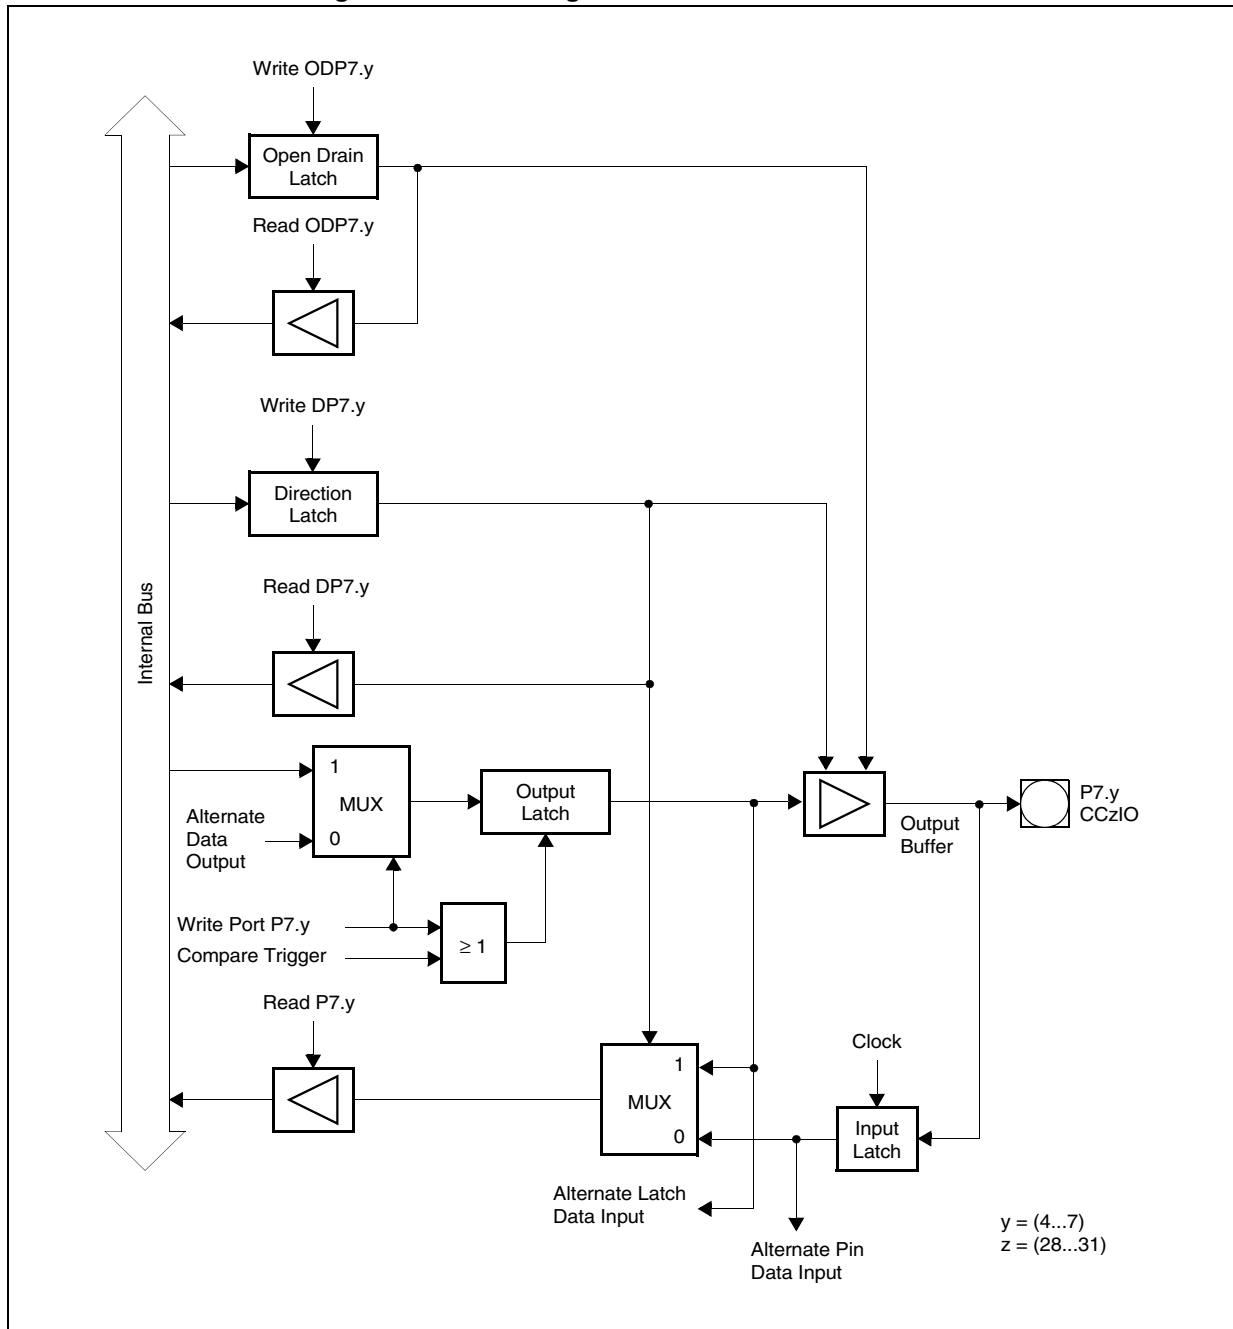 Write ODP7.y
Open Drain
Latch
Read ODP7.y
Write DP7.y
Direction
Latch
Internal Bus
Read DP7.y
1
MUX
0
Alternate
Data
Output
Output
Latch
Output
Buffer
P7.y
CCzIO
Write Port P7.y
Compare Trigger
≥ 1
Read P7.y
1
MUX
0
Clock
Input
Latch
Alternate Latch
Data Input
Alternate Pin
Data Input
y = (4...7)
z = (28...31)